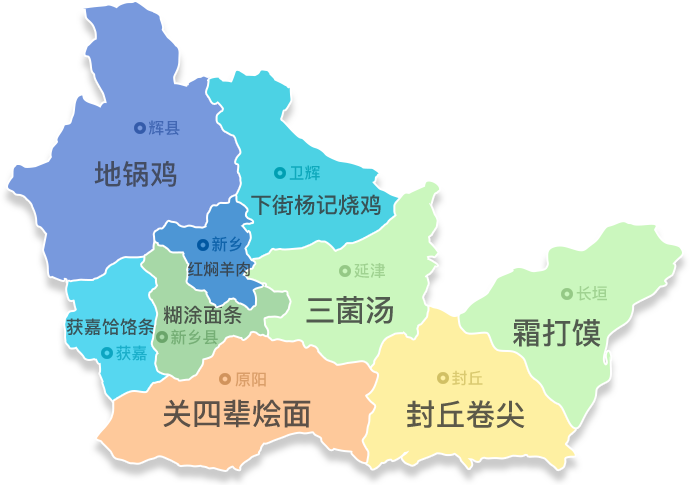 辉县
地锅鸡
卫辉
下街杨记烧鸡
新乡
红焖羊肉
延津
三菌汤
长垣
霜打馍
获嘉饸饹条
获嘉
糊涂面条
新乡县
原阳
关四辈烩面
封丘
封丘卷尖